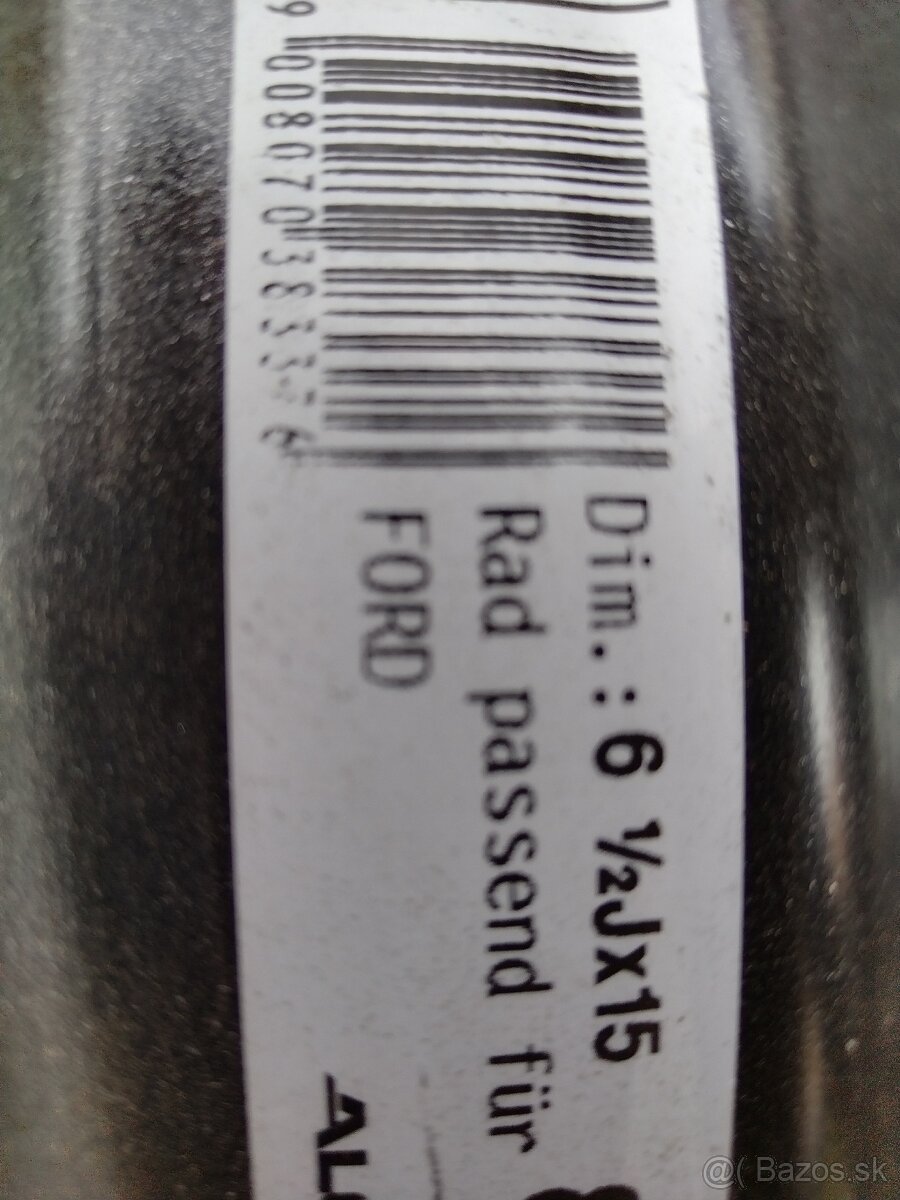 9 008070 383376
Dim.: 6 ½Jx15
Rad passend für
FORD
@( Bazos.sk